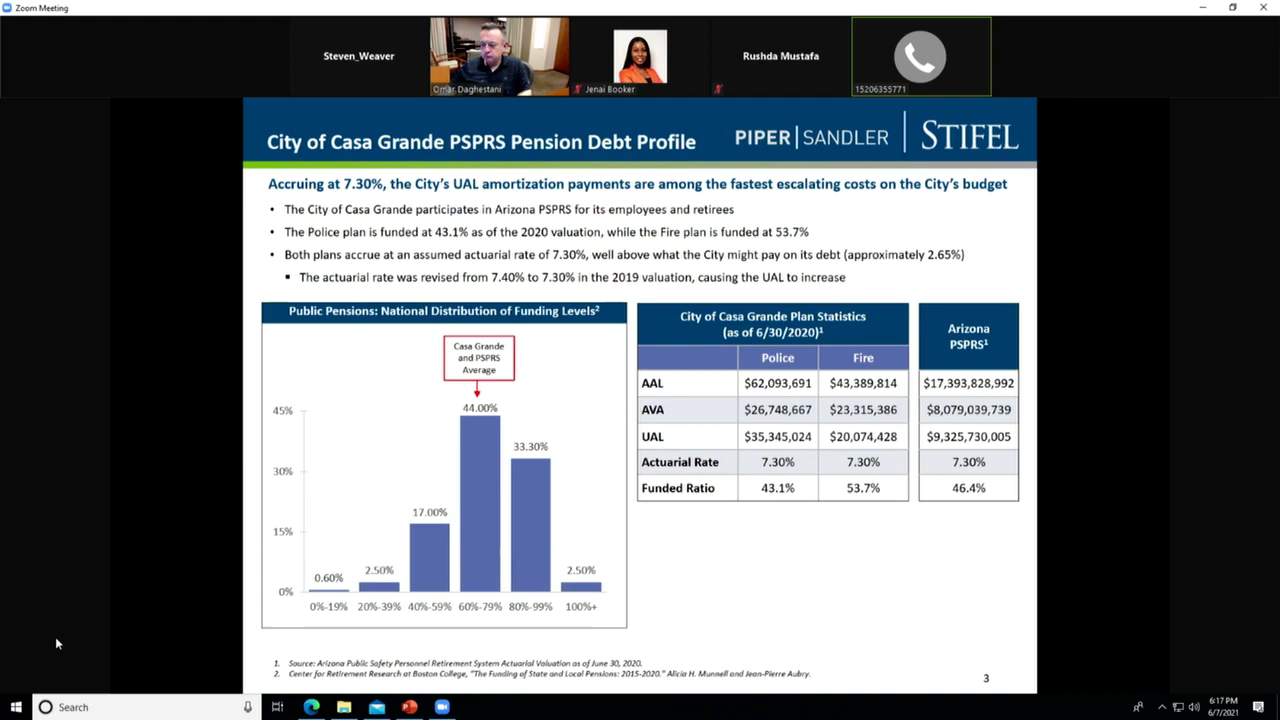 Zoom Meeting
Steven_Weaver
Omar Daghestani
Jenai Booker
Rushda Mustafa
15206355771
City of Casa Grande PSPRS Pension Debt Profile
PIPER|SANDLER
STIFEL
Accruing at 7.30%, the City's UAL amortization payments are among the fastest escalating costs on the City's budget
• The City of Casa Grande participates in Arizona PSPRS for its employees and retirees
• The Police plan is funded at 43.1% as of the 2020 valuation, while the Fire plan is funded at 53.7%
• Both plans accrue at an assumed actuarial rate of 7.30%, well above what the City might pay on its debt (approximately 2.65%)
▪ The actuarial rate was revised from 7.40% to 7.30% in the 2019 valuation, causing the UAL to increase
Public Pensions: National Distribution of Funding Levels²
Casa Grande
and PSPRS
Average
45%
30%
15%
0%
0.60%
2.50%
17.00%
44.00%
33.30%
2.50%
0%-19% 20%-39% 40%-59% 60%-79% 80%-99% 100%+
City of Casa Grande Plan Statistics
(as of 6/30/2020)¹
Arizona
PSPRS¹
Police Fire
AAL $62,093,691 $43,389,814 $17,393,828,992
AVA $26,748,667 $23,315,386 $8,079,039,739
UAL $35,345,024 $20,074,428 $9,325,730,005
Actuarial Rate 7.30% 7.30% 7.30%
Funded Ratio 43.1% 53.7% 46.4%
1. Source: Arizona Public Safety Personnel Retirement System Actuarial Valuation as of June 30, 2020.
2. Center for Retirement Research at Boston College, "The Funding of State and Local Pensions: 2015-2020." Alicia H. Munnell and Jean-Pierre Aubry.
3
Search
6:17 PM
6/7/2021